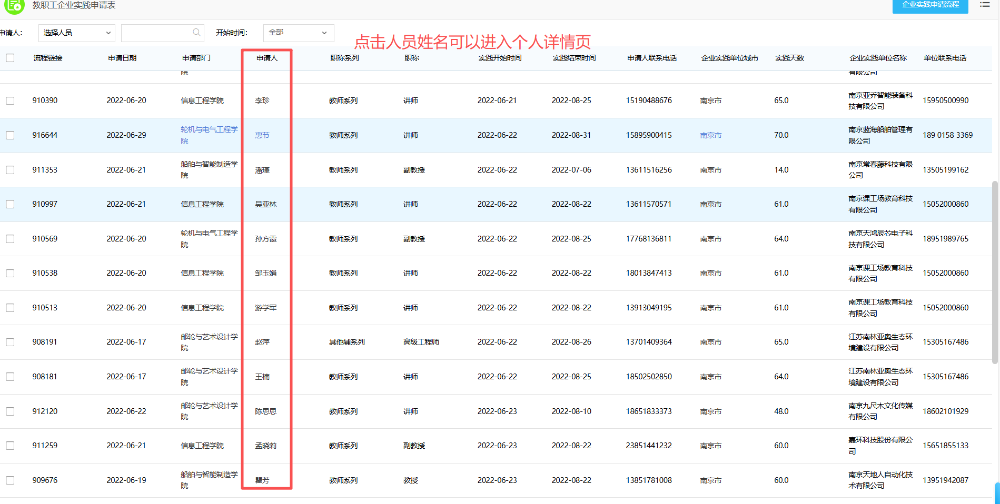 教职工企业实践申请表
企业实践申请流程
申请人： 选择人员 开始时间： 全部
点击人员姓名可以进入个人详情页
流程链接 申请日期 申请部门 申请人 职称系列 职称 实践开始时间 实践结束时间 申请人联系电话 企业实践单位城市 实践天数 企业实践单位名称 单位联系电话
院 有限公司
910390 2022-06-20 信息工程学院 李珍 教师系列 讲师 2022-06-21 2022-08-25 15190488676 南京市 65.0 南京亚乔智能装备科 15950500990
技有限公司
916644 2022-06-29 轮机与电气工程学 惠节 教师系列 讲师 2022-06-22 2022-08-31 15895900415 南京市 70.0 南京蓝海船舶管理有 189 0158 3369
院 限公司
911353 2022-06-21 船舶与智能制造学 潘瑾 教师系列 副教授 2022-06-22 2022-07-06 13611516256 南京市 14.0 南京常春藤科技有限 13505199162
院 公司
910997 2022-06-21 信息工程学院 吴亚林 教师系列 讲师 2022-06-22 2022-08-22 13611570571 南京市 61.0 南京课工场教育科技 15052000860
有限公司
910569 2022-06-20 轮机与电气工程学 孙方霞 教师系列 副教授 2022-06-22 2022-08-25 17768136811 南京市 64.0 南京天鸿辰芯电子科 18951989765
院 技有限公司
910538 2022-06-20 信息工程学院 邹玉娟 教师系列 讲师 2022-06-22 2022-08-22 18013847413 南京市 61.0 南京课工场教育科技 15052000860
有限公司
910513 2022-06-20 信息工程学院 游学军 教师系列 讲师 2022-06-22 2022-08-22 13913049195 南京市 61.0 南京课工场教育科技 15052000860
有限公司
908191 2022-06-17 邮轮与艺术设计学 赵萍 其他辅系列 高级工程师 2022-06-22 2022-08-26 13701409364 南京市 65.0 江苏南林亚奥生态环 15305167486
院 境建设有限公司
908181 2022-06-17 邮轮与艺术设计学 王楠 教师系列 讲师 2022-06-22 2022-08-25 18502502850 南京市 64.0 江苏南林亚奥生态环 15305167486
院 境建设有限公司
912120 2022-06-22 邮轮与艺术设计学 陈思思 教师系列 讲师 2022-06-23 2022-08-10 18651833373 南京市 48.0 南京九尺木文化传媒 18602101929
院 有限公司
911259 2022-06-21 信息工程学院 孟晓莉 教师系列 副教授 2022-06-23 2022-08-22 23851441232 南京市 60.0 嘉环科技股份有限公 15651855133
司
909676 2022-06-19 船舶与智能制造学 瞿芳 教师系列 教授 2022-06-23 2022-08-22 13851781008 南京市 60.0 南京天地人自动化技 13951942087
院 术有限公司